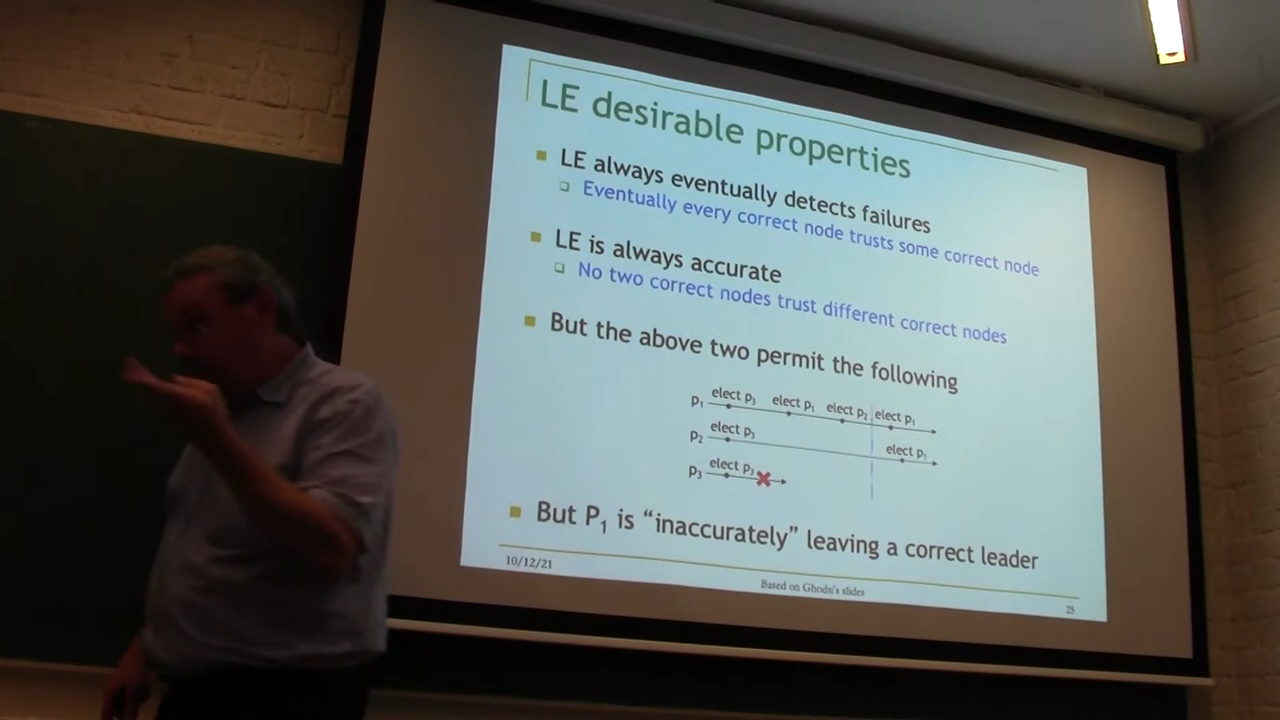 LE desirable properties
LE always eventually detects failures
Eventually every correct node trusts some correct node
LE is always accurate
No two correct nodes trust different correct nodes
But the above two permit the following
p1 elect p3 elect p1 elect p2 elect p1
p2 elect p3 elect p1
p3 elect p3
But P1 is “inaccurately” leaving a correct leader
10/12/21
Based on Ghodsi's slides
25